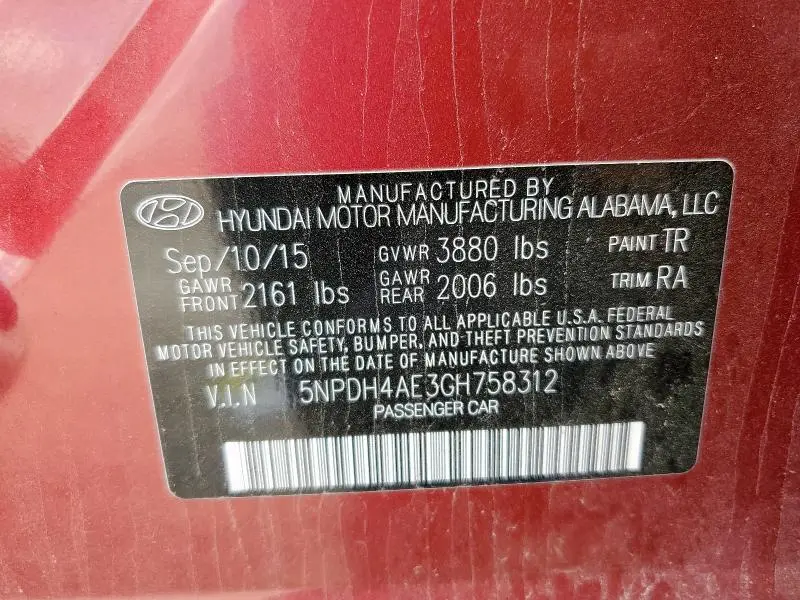 MANUFACTURED BY
HYUNDAI MOTOR MANUFACTURING ALABAMA, LLC
Sep/10/15 GVWR 3880 lbs PAINT TR
GAWR FRONT 2161 lbs GAWR REAR 2006 lbs TRIM RA
THIS VEHICLE CONFORMS TO ALL APPLICABLE U.S.A. FEDERAL
MOTOR VEHICLE SAFETY, BUMPER, AND THEFT PREVENTION STANDARDS
IN EFFECT ON THE DATE OF MANUFACTURE SHOWN ABOVE
V.I.N 5NPDH4AE3GH758312
PASSENGER CAR